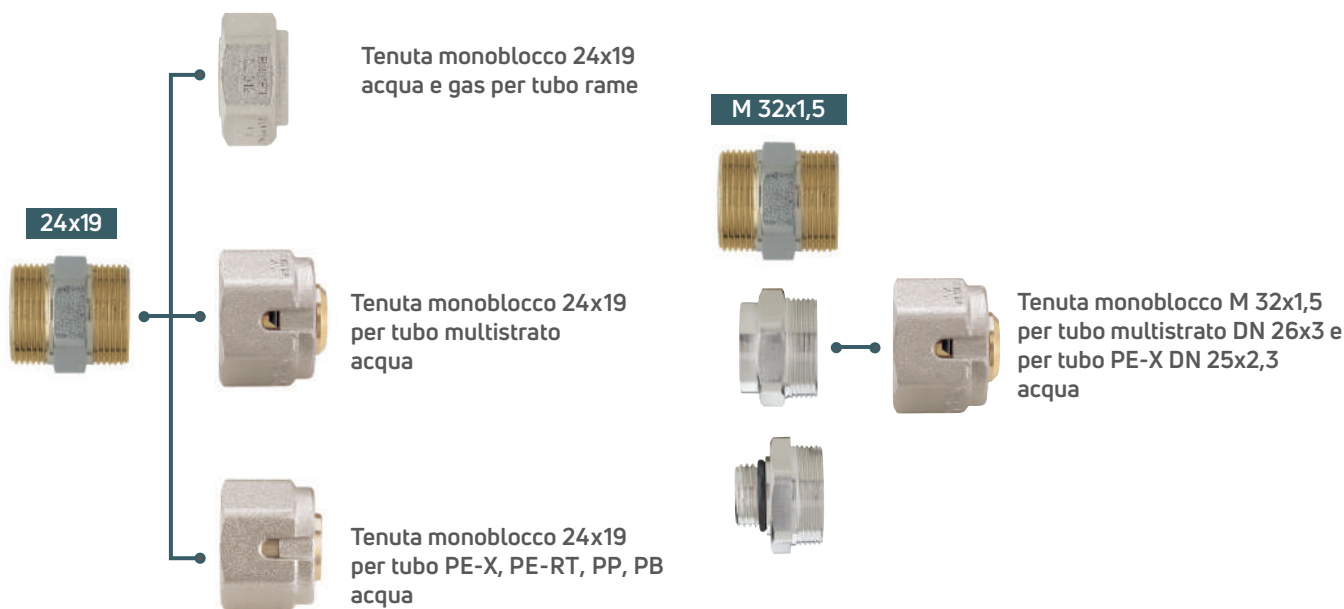 24x19
Tenuta monoblocco 24x19
acqua e gas per tubo rame
Tenuta monoblocco 24x19
per tubo multistrato
acqua
Tenuta monoblocco 24x19
per tubo PE-X, PE-RT, PP, PB
acqua
M 32x1,5
Tenuta monoblocco M 32x1,5
per tubo multistrato DN 26x3 e
per tubo PE-X DN 25x2,3
acqua